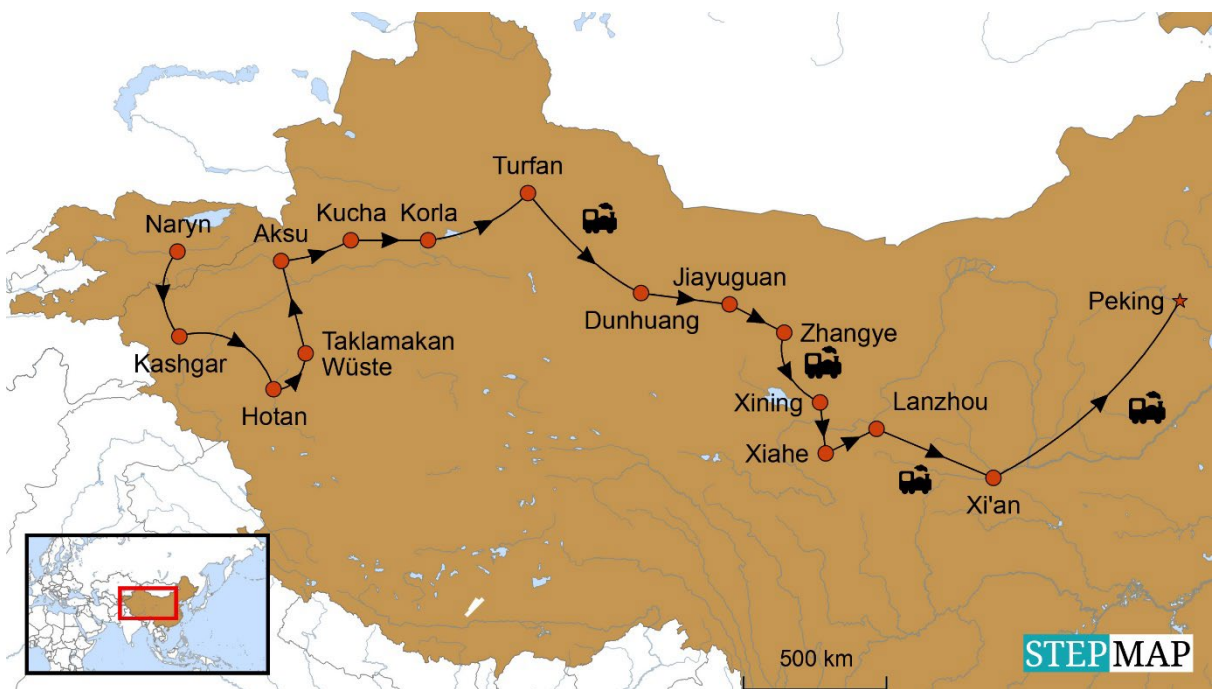 Turfan
Naryn
Kucha
Korla
Aksu
Jiayuguan
Peking
Dunhuang
Zhangye
Kashgar
Taklamakan
Wüste
Hotan
Xining
Lanzhou
Xiahe
Xi'an
500 km
STEPMAP